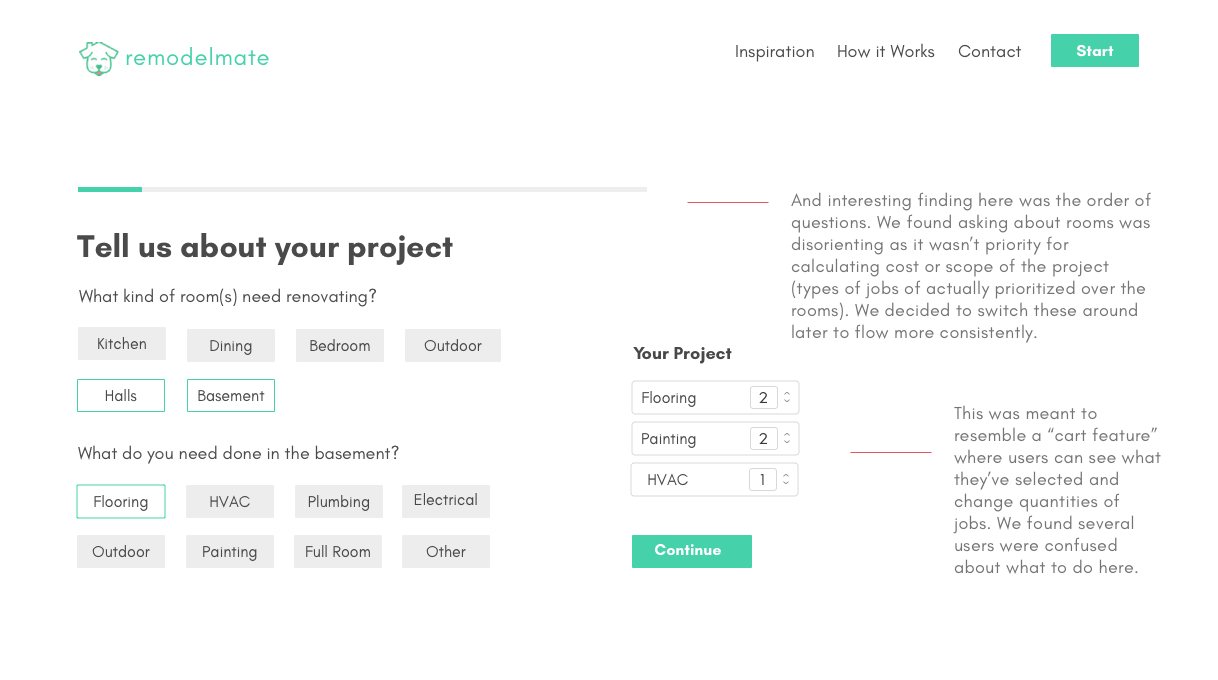 remodelmate
Inspiration
How it Works
Contact
Start
And interesting finding here was the order of
questions. We found asking about rooms was
disorienting as it wasn’t priority for
calculating cost or scope of the project
(types of jobs of actually prioritized over the
rooms). We decided to switch these around
later to flow more consistently.
Tell us about your project
What kind of room(s) need renovating?
Kitchen
Dining
Bedroom
Outdoor
Halls
Basement
What do you need done in the basement?
Flooring
HVAC
Plumbing
Electrical
Outdoor
Painting
Full Room
Other
Your Project
Flooring 2
Painting 2
HVAC 1
Continue
This was meant to
resemble a “cart feature”
where users can see what
they’ve selected and
change quantities of
jobs. We found several
users were confused
about what to do here.